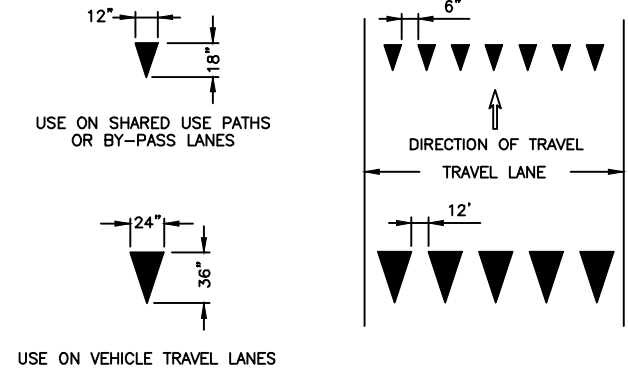 12"
18"
USE ON SHARED USE PATHS
OR BY-PASS LANES
24"
36"
USE ON VEHICLE TRAVEL LANES
6"
DIRECTION OF TRAVEL
TRAVEL LANE
12'